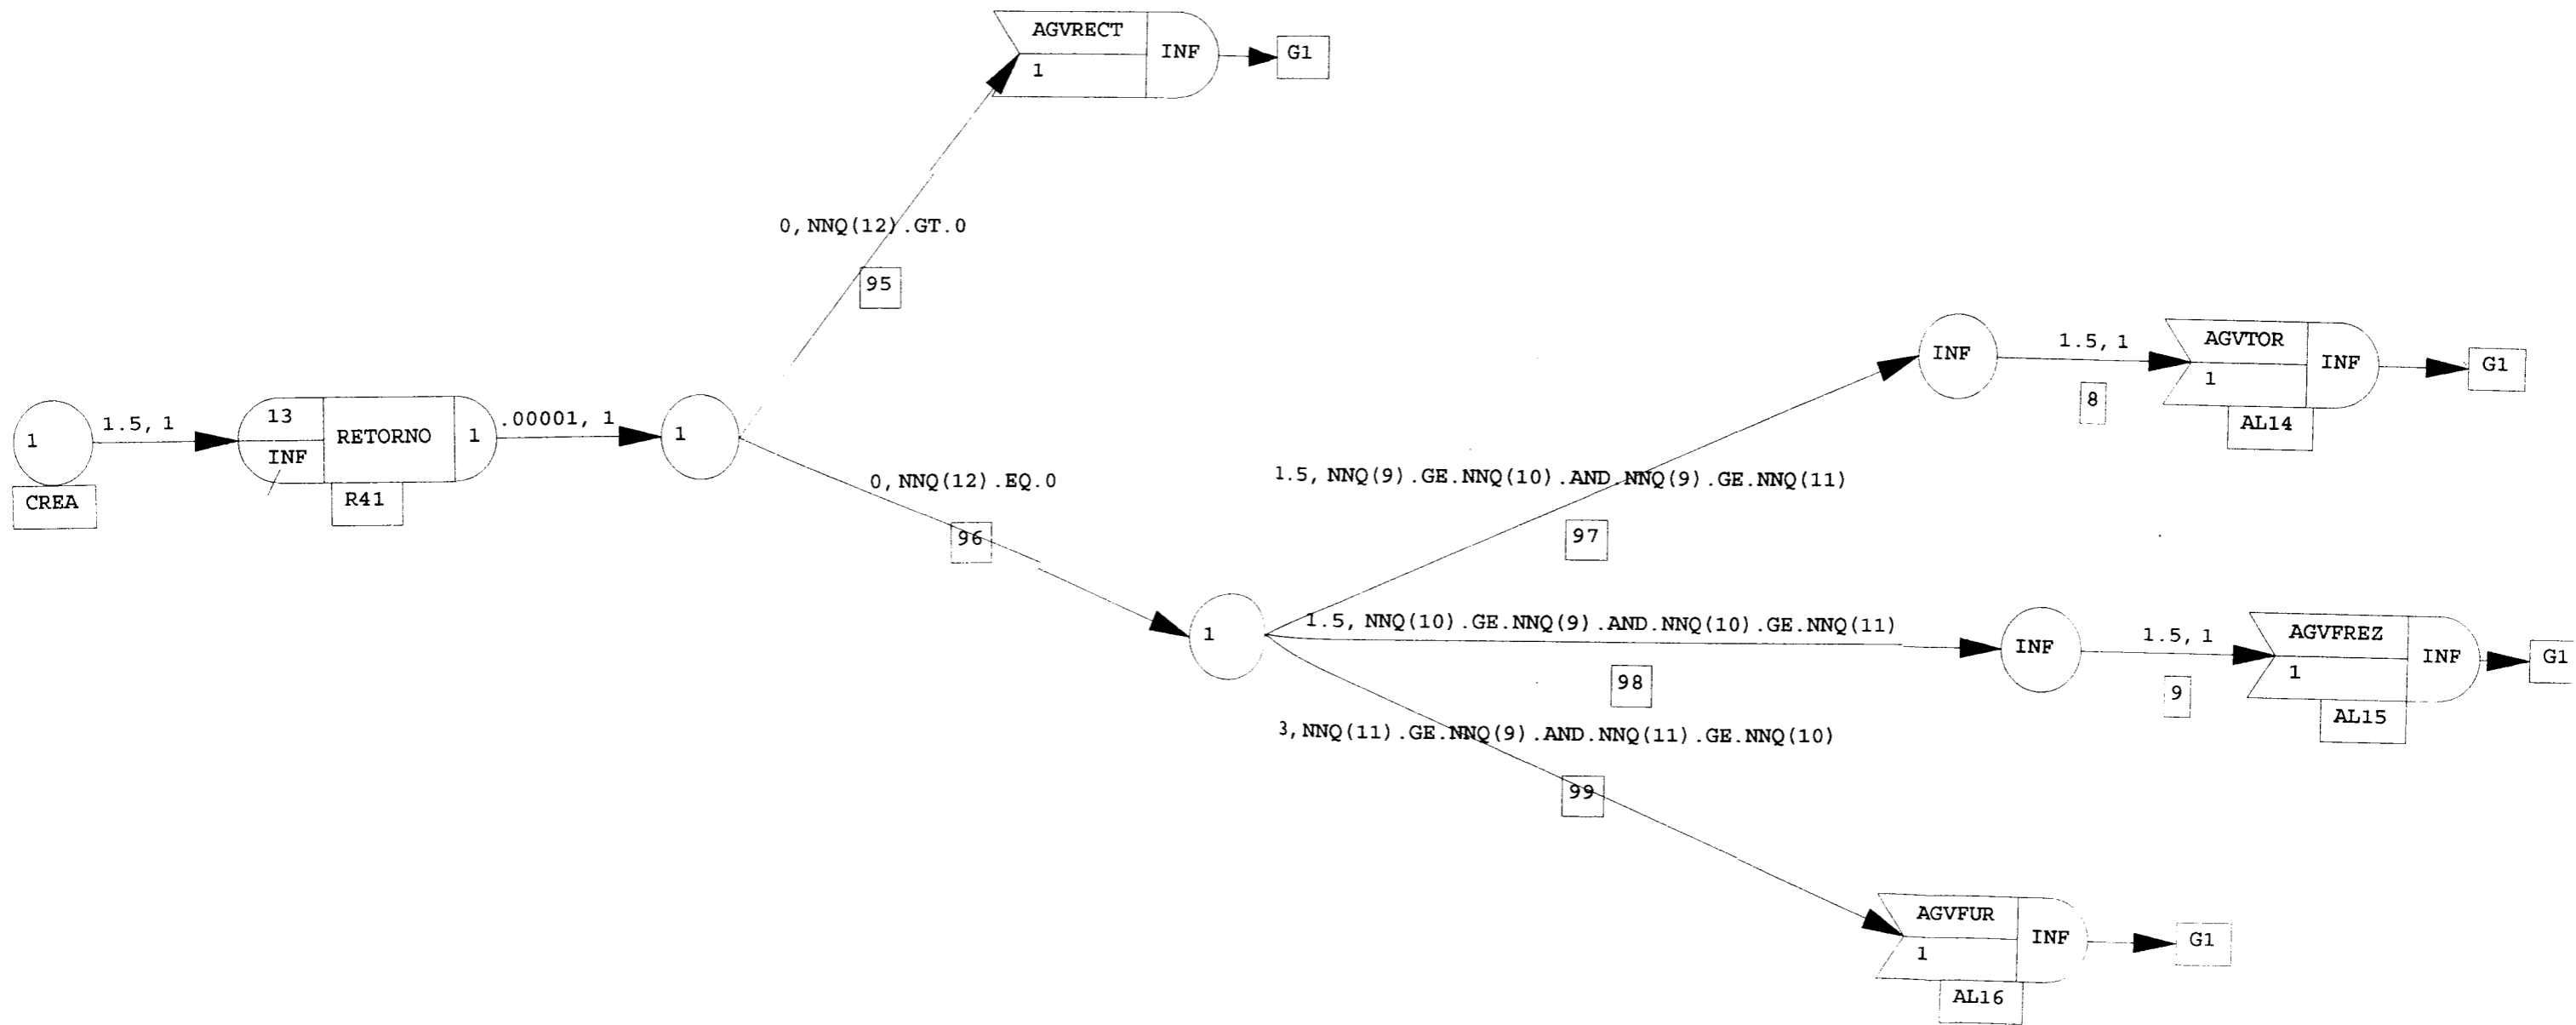 AGVRECT
1
INF
G1
0,NNQ(12).GT.0
95
1
CREA
1.5,1
13
INF
RETORNO
1
R41
.00001, 1
1
0,NNQ(12).EQ.0
96
1
1.5, NNQ(9).GE.NNQ(10).AND.NNQ(9).GE.NNQ(11)
97
INF
1.5,1
8
AGVTOR
1
INF
AL14
G1
1.5, NNQ(10).GE.NNQ(9).AND.NNQ(10).GE.NNQ(11)
98
INF
1.5,1
9
AGVFREZ
1
INF
AL15
G1
3,NNQ(11).GE.NNQ(9).AND.NNQ(11).GE.NNQ(10)
99
AGVFUR
1
INF
AL16
G1